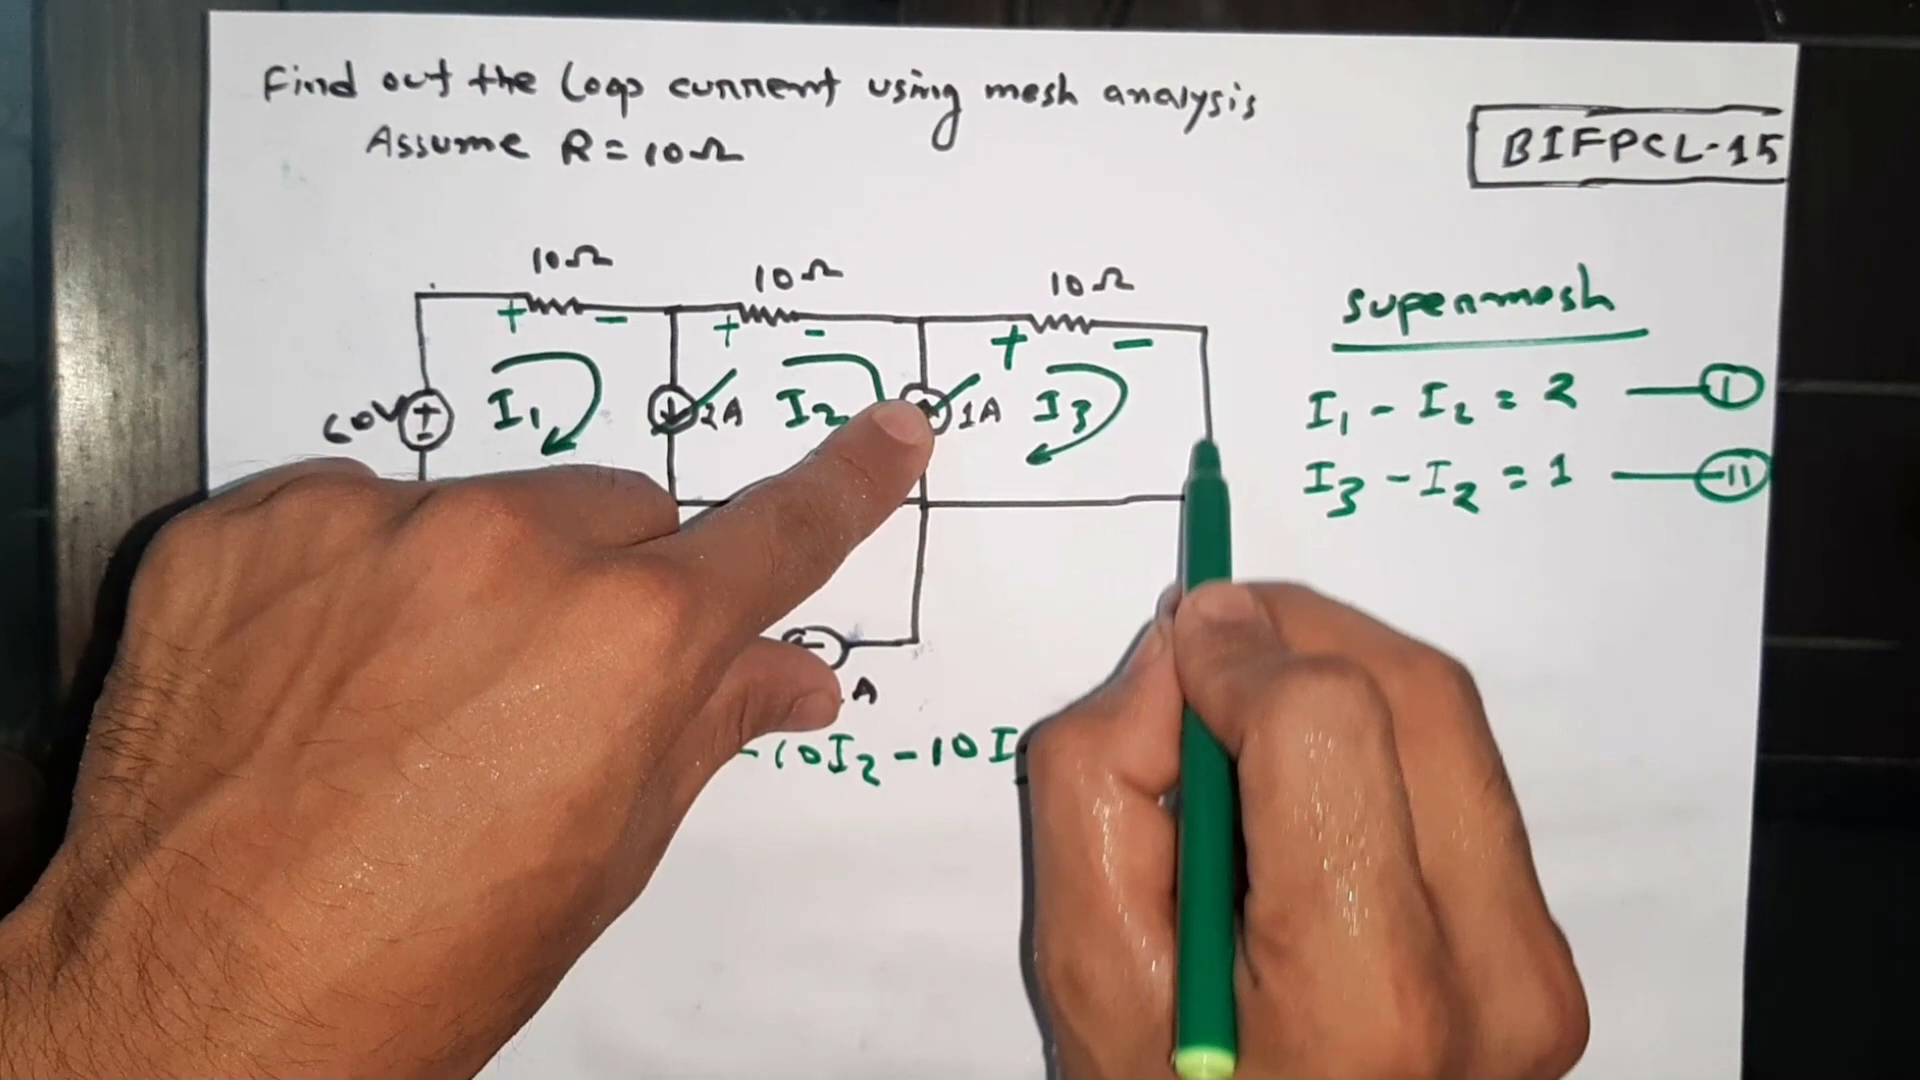 Find out the loop current using mesh analysis
Assume R = 10Ω
BIFPCL-15
10Ω
10Ω
10Ω
+ - + - + -
60V
I1
2A
I2
1A
I3
Supermesh
I1 - I2 = 2 — I
I3 - I2 = 1 — II
A
-10I2 - 10I